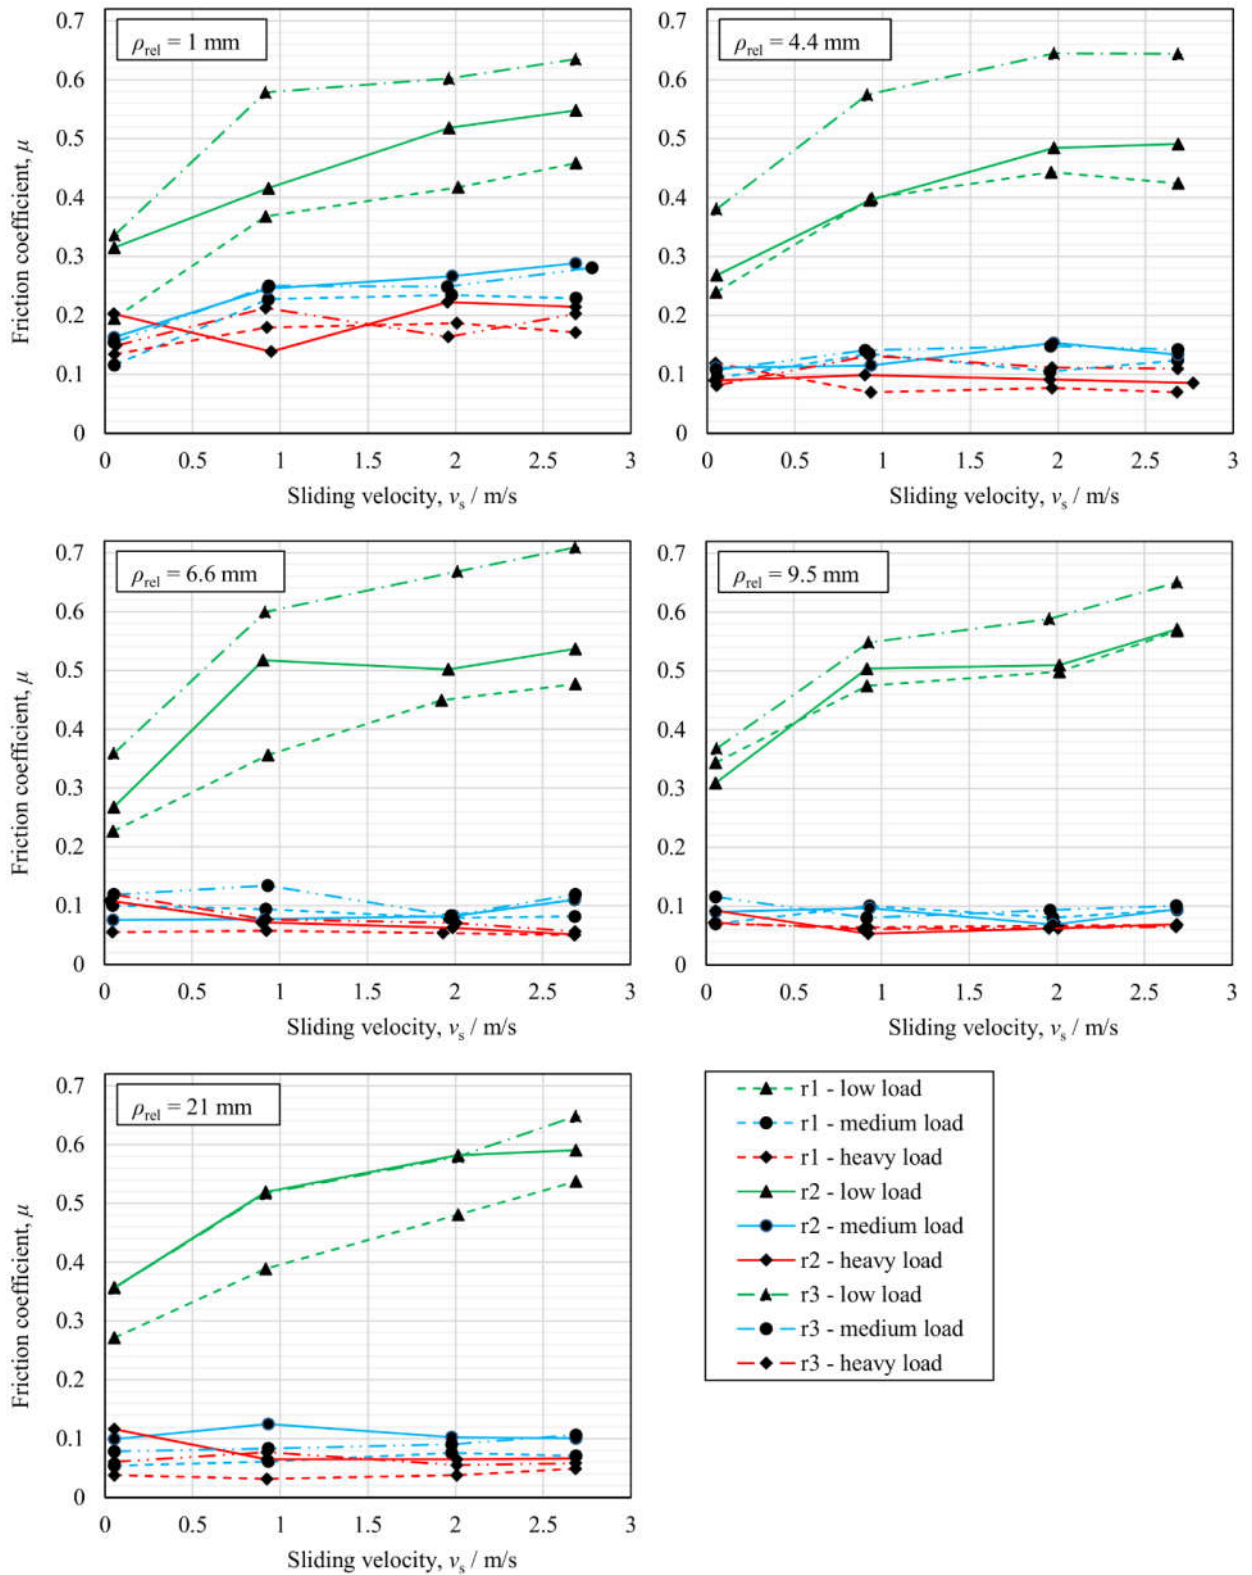 ρrel = 1 mm
0.7
0.6
0.5
0.4
0.3
0.2
0.1
0
Friction coefficient, μ
0 0.5 1 1.5 2 2.5 3
Sliding velocity, vs / m/s
ρrel = 4.4 mm
0.7
0.6
0.5
0.4
0.3
0.2
0.1
0
0 0.5 1 1.5 2 2.5 3
Sliding velocity, vs / m/s
ρrel = 6.6 mm
0.7
0.6
0.5
0.4
0.3
0.2
0.1
0
Friction coefficient, μ
0 0.5 1 1.5 2 2.5 3
Sliding velocity, vs / m/s
ρrel = 9.5 mm
0.7
0.6
0.5
0.4
0.3
0.2
0.1
0
0 0.5 1 1.5 2 2.5 3
Sliding velocity, vs / m/s
ρrel = 21 mm
0.7
0.6
0.5
0.4
0.3
0.2
0.1
0
Friction coefficient, μ
0 0.5 1 1.5 2 2.5 3
Sliding velocity, vs / m/s
r1 - low load
r1 - medium load
r1 - heavy load
r2 - low load
r2 - medium load
r2 - heavy load
r3 - low load
r3 - medium load
r3 - heavy load